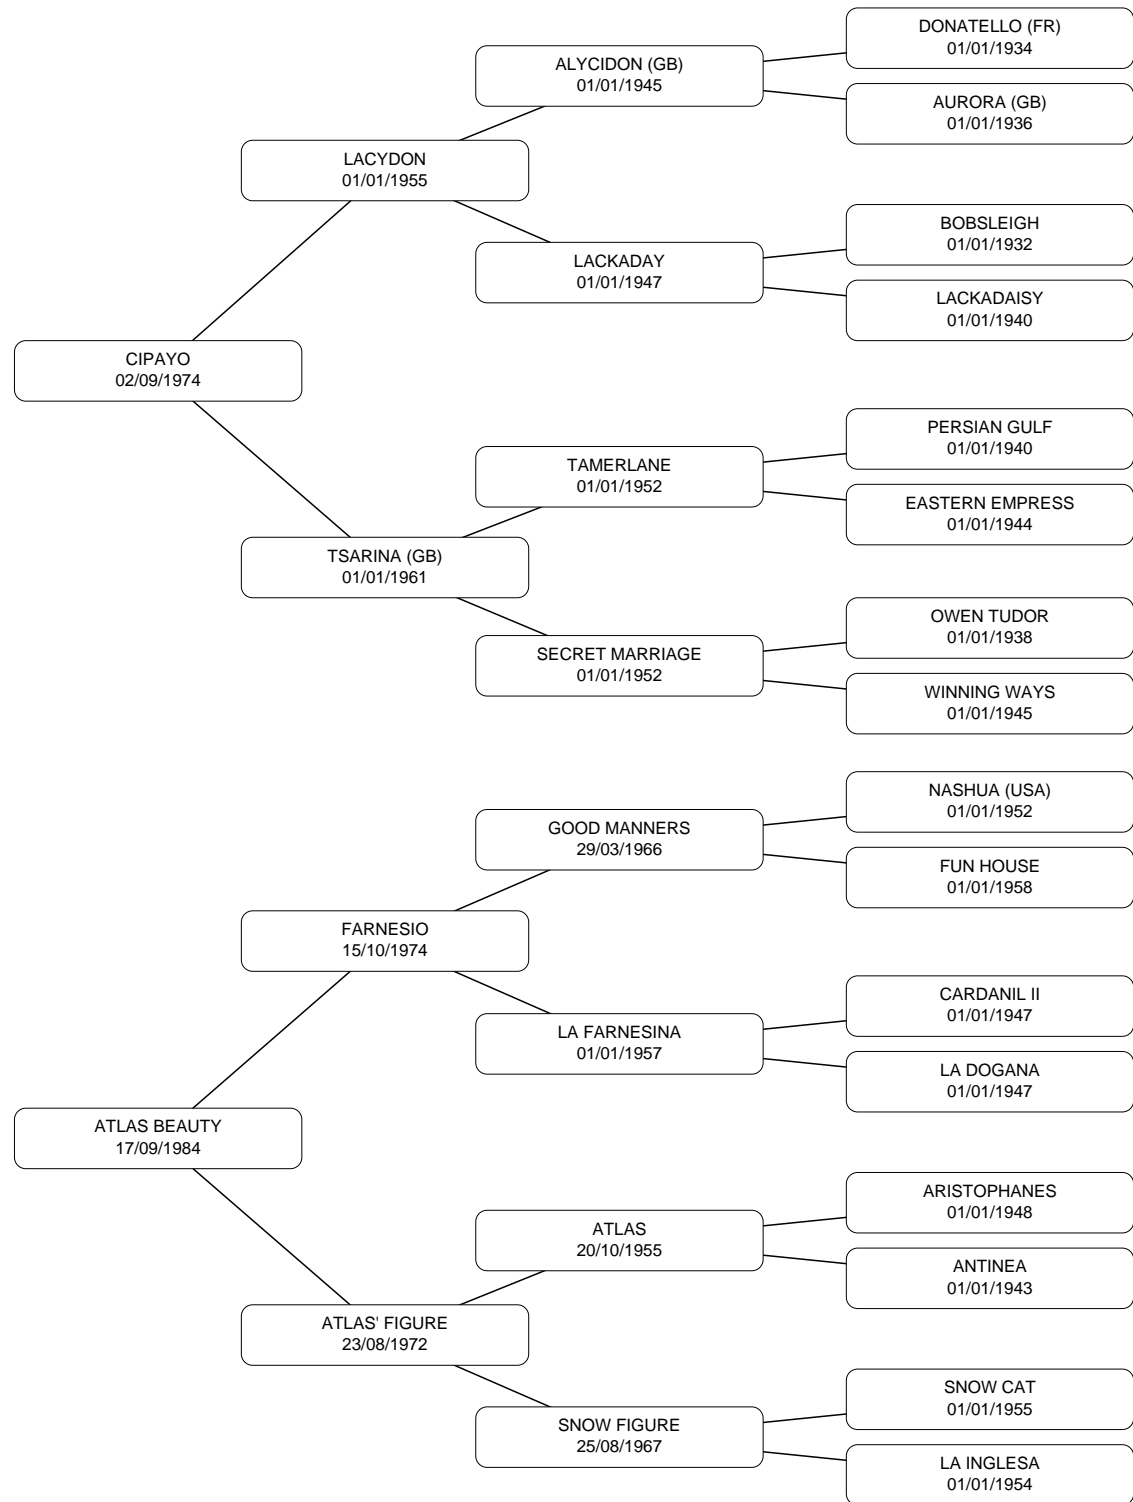 DONATELLO (FR)
01/01/1934
ALYCIDON (GB)
01/01/1945
AURORA (GB)
01/01/1936
LACYDON
01/01/1955
BOBSLEIGH
01/01/1932
LACKADAY
01/01/1947
LACKADAISY
01/01/1940
CIPAYO
02/09/1974
PERSIAN GULF
01/01/1940
TAMERLANE
01/01/1952
EASTERN EMPRESS
01/01/1944
TSARINA (GB)
01/01/1961
OWEN TUDOR
01/01/1938
SECRET MARRIAGE
01/01/1952
WINNING WAYS
01/01/1945
NASHUA (USA)
01/01/1952
GOOD MANNERS
29/03/1966
FUN HOUSE
01/01/1958
FARNESIO
15/10/1974
CARDANIL II
01/01/1947
LA FARNESINA
01/01/1957
LA DOGANA
01/01/1947
ATLAS BEAUTY
17/09/1984
ARISTOPHANES
01/01/1948
ATLAS
20/10/1955
ANTINEA
01/01/1943
ATLAS' FIGURE
23/08/1972
SNOW CAT
01/01/1955
SNOW FIGURE
25/08/1967
LA INGLESA
01/01/1954